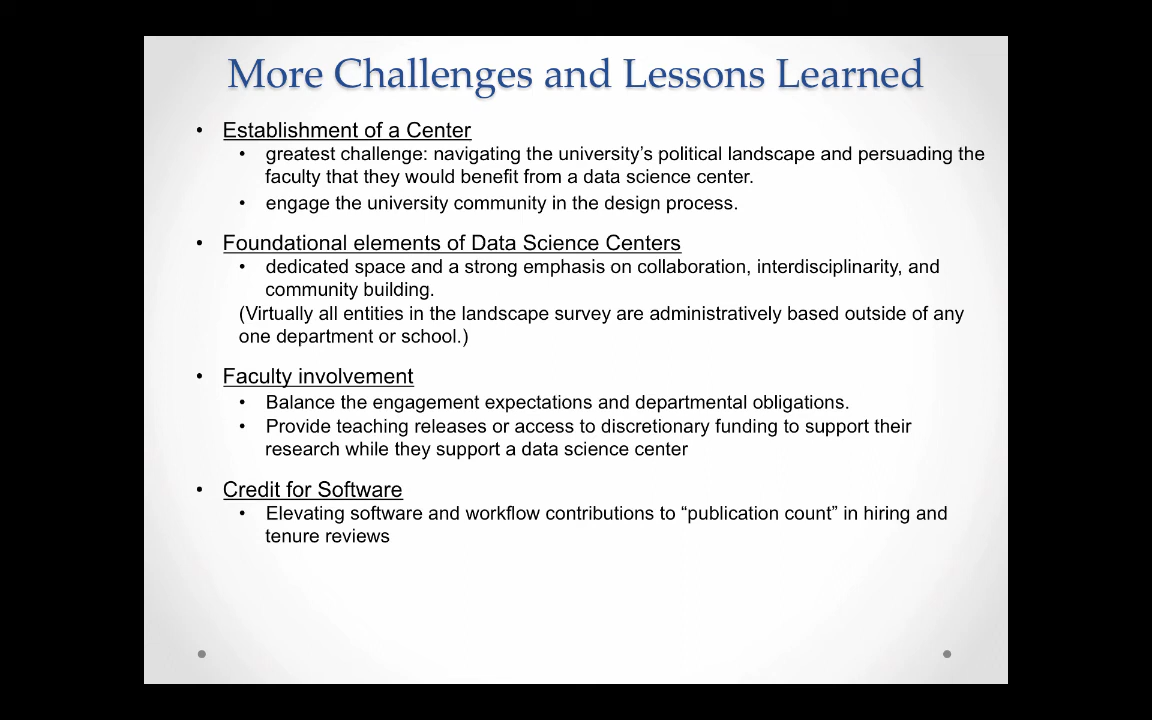 More Challenges and Lessons Learned
• Establishment of a Center
• greatest challenge: navigating the university’s political landscape and persuading the
faculty that they would benefit from a data science center.
• engage the university community in the design process.
• Foundational elements of Data Science Centers
• dedicated space and a strong emphasis on collaboration, interdisciplinarity, and
community building.
(Virtually all entities in the landscape survey are administratively based outside of any
one department or school.)
• Faculty involvement
• Balance the engagement expectations and departmental obligations.
• Provide teaching releases or access to discretionary funding to support their
research while they support a data science center
• Credit for Software
• Elevating software and workflow contributions to “publication count” in hiring and
tenure reviews